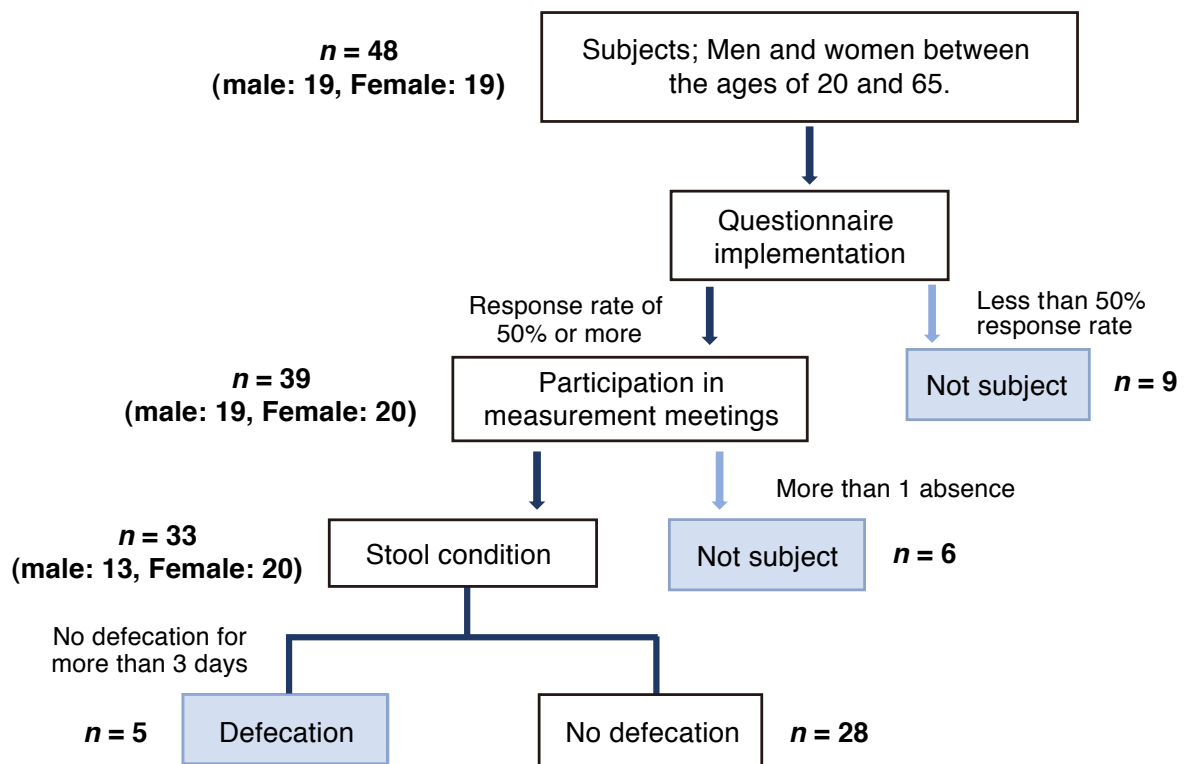 n = 48
(male: 19, Female: 19)
Subjects; Men and women between
the ages of 20 and 65.
Questionnaire
implementation
Response rate of
50% or more
Less than 50%
response rate
n = 39
(male: 19, Female: 20)
Participation in
measurement meetings
Not subject
n = 9
More than 1 absence
n = 33
(male: 13, Female: 20)
Stool condition
Not subject
n = 6
No defecation for
more than 3 days
n = 5
Defecation
No defecation
n = 28